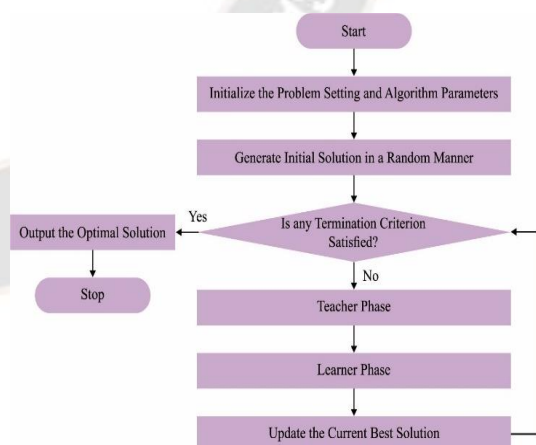 Start
Initialize the Problem Setting and Algorithm Parameters
Generate Initial Solution in a Random Manner
Is any Termination Criterion
Satisfied?
Yes
Output the Optimal Solution
Stop
No
Teacher Phase
Learner Phase
Update the Current Best Solution